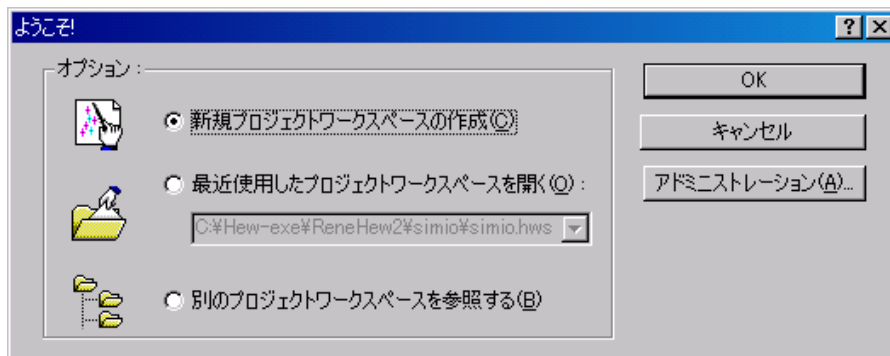 ようこそ!
オプション：
新規プロジェクトワークスペースの作成(C)
最近使用したプロジェクトワークスペースを開く(O)：
C:¥Hew-exe¥ReneHew2¥simio¥simio.hws
別のプロジェクトワークスペースを参照する(B)
OK
キャンセル
アドミニストレーション(A)...